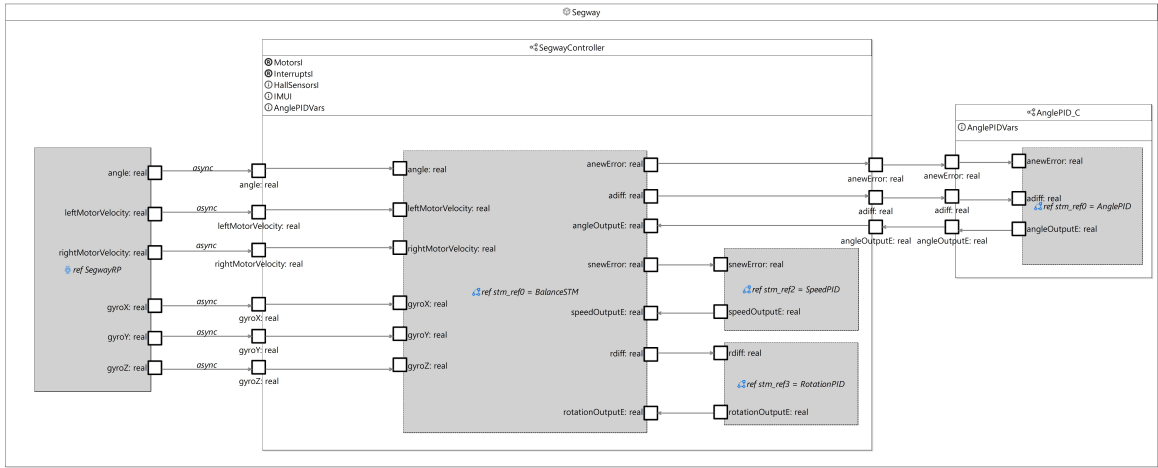 Segway
SegwayController
R MotorsI
R InterruptsI
i HallSensorsI
i IMUI
i AnglePIDVars
AnglePID_C
i AnglePIDVars
angle: real
leftMotorVelocity: real
rightMotorVelocity: real
ref SegwayRP
gyroX: real
gyroY: real
gyroZ: real
async
async
async
async
async
async
angle: real
leftMotorVelocity: real
rightMotorVelocity: real
gyroX: real
gyroY: real
gyroZ: real
angle: real
leftMotorVelocity: real
rightMotorVelocity: real
gyroX: real
gyroY: real
gyroZ: real
ref stm_ref0 = BalanceSTM
anewError: real
adiff: real
angleOutputE: real
snewError: real
speedOutputE: real
rdiff: real
rotationOutputE: real
snewError: real
ref stm_ref2 = SpeedPID
speedOutputE: real
rdiff: real
ref stm_ref3 = RotationPID
rotationOutputE: real
anewError: real
adiff: real
angleOutputE: real
anewError: real
adiff: real
angleOutputE: real
anewError: real
adiff: real
ref stm_ref0 = AnglePID
angleOutputE: real